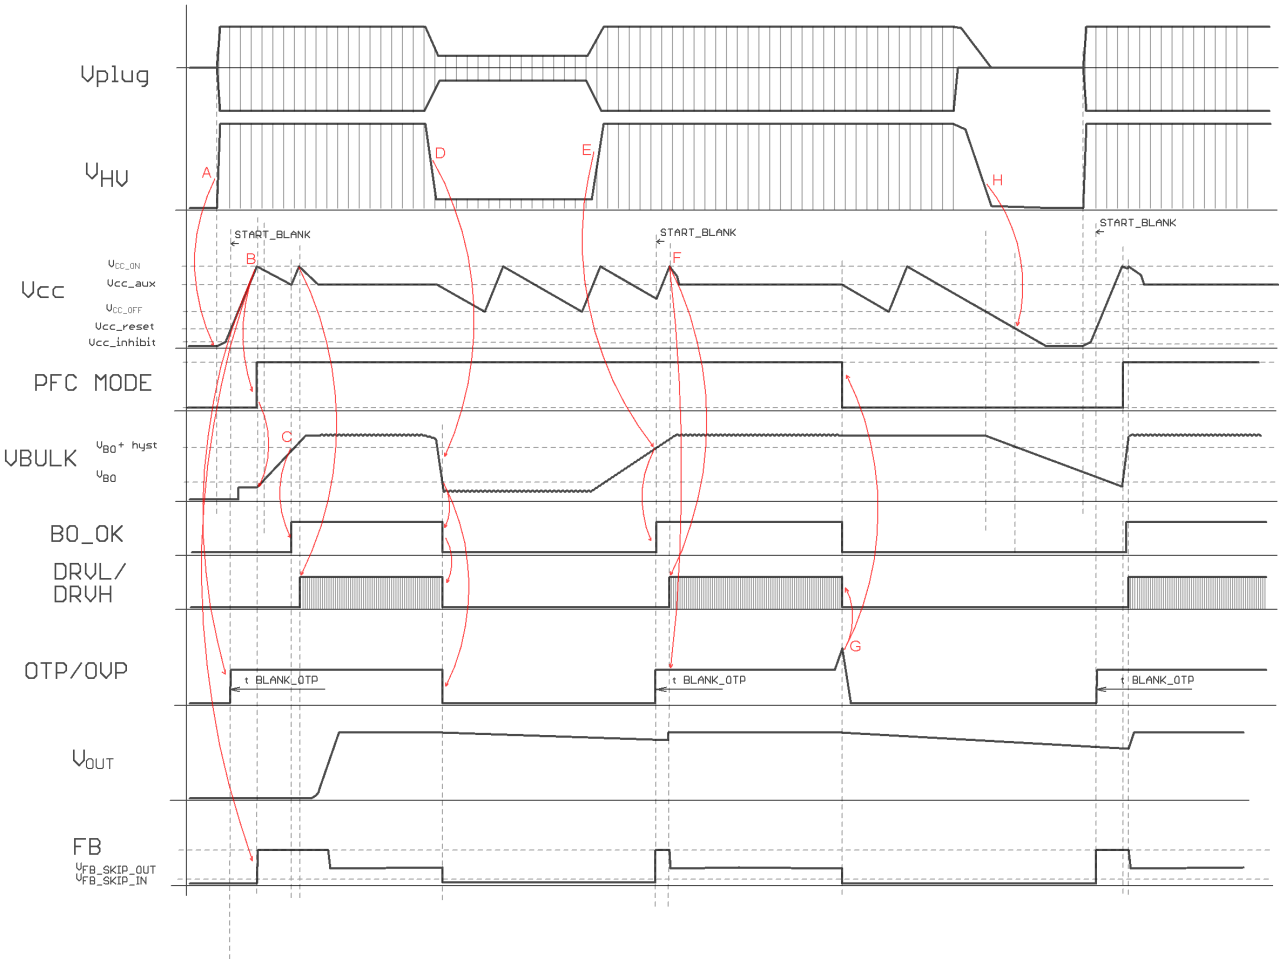 Vplug
VHV
A
D
E
H
START_BLANK
START_BLANK
START_BLANK
B
F
Vcc
VCC_ON
Vcc_aux
VCC_OFF
Vcc_reset
Vcc_inhibit
PFC MODE
C
VBULK
VBO+ hyst
VBO
BO_OK
DRVL/
DRVH
G
OTP/OVP
t BLANK_OTP
t BLANK_OTP
t BLANK_OTP
VOUT
FB
VFB_SKIP_OUT
VFB_SKIP_IN